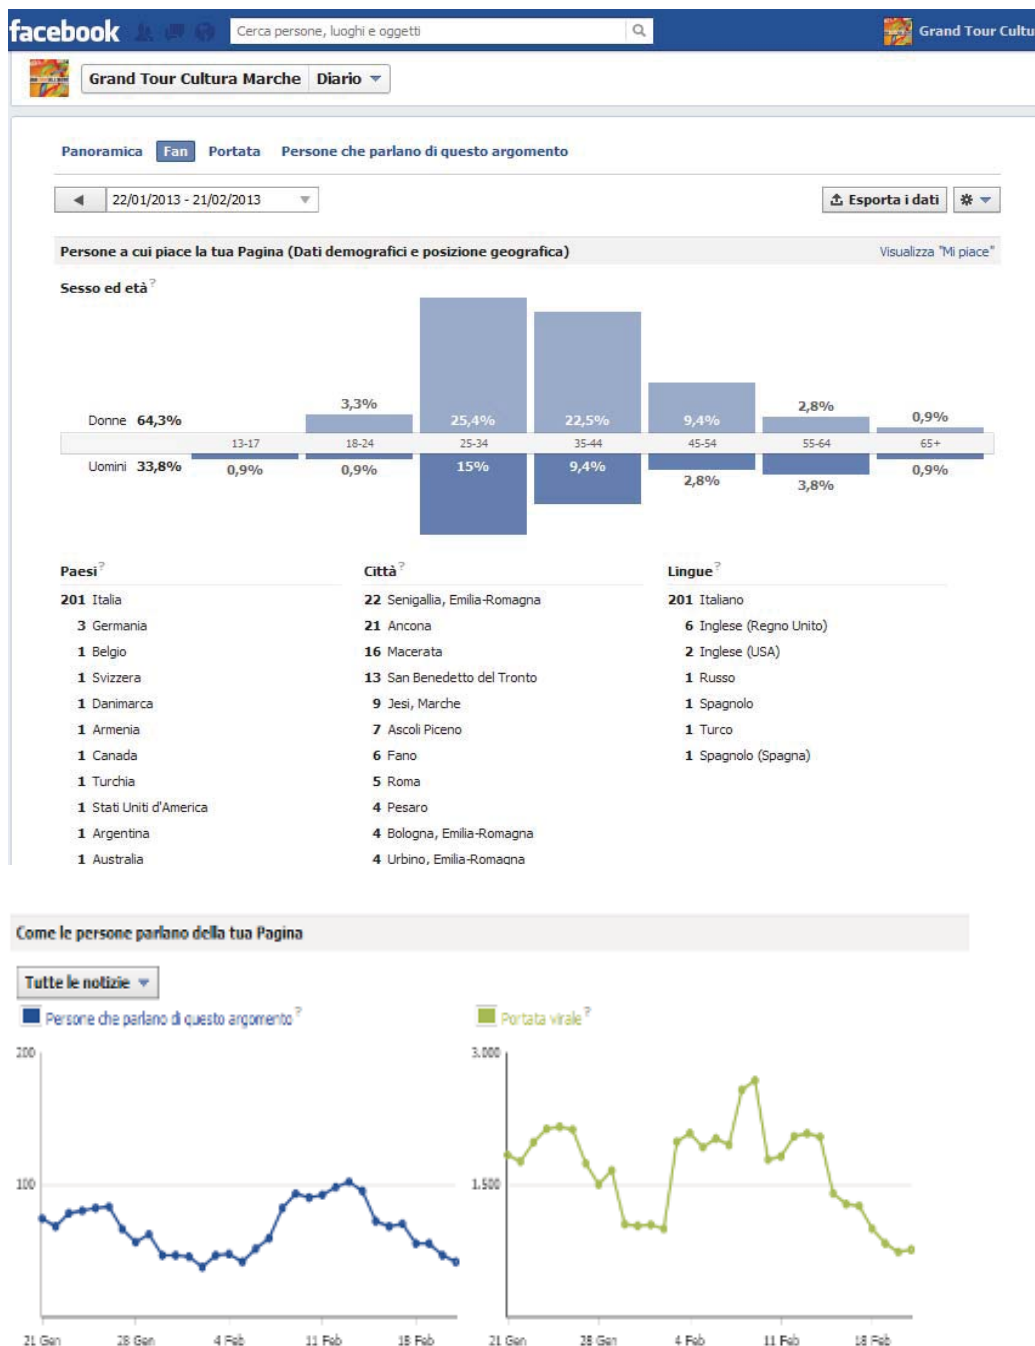 facebook Cerca persone, luoghi e oggetti Grand Tour Cultu
Grand Tour Cultura Marche Diario
Panoramica Fan Portata Persone che parlano di questo argomento
22/01/2013 - 21/02/2013 Esporta i dati
Persone a cui piace la tua Pagina (Dati demografici e posizione geografica) Visualizza "Mi piace"
Sesso ed età ?
3,3% 2,8% 0,9%
Donne 64,3% 25,4% 22,5% 9,4%
13-17 18-24 25-34 35-44 45-54 55-64 65+
Uomini 33,8% 0,9% 0,9% 15% 9,4% 2,8% 3,8% 0,9%
Paesi ? Città ? Lingue ?
201 Italia 22 Senigallia, Emilia-Romagna 201 Italiano
3 Germania 21 Ancona 6 Inglese (Regno Unito)
1 Belgio 16 Macerata 2 Inglese (USA)
1 Svizzera 13 San Benedetto del Tronto 1 Russo
1 Danimarca 9 Jesi, Marche 1 Spagnolo
1 Armenia 7 Ascoli Piceno 1 Turco
1 Canada 6 Fano 1 Spagnolo (Spagna)
1 Turchia 5 Roma
1 Stati Uniti d'America 4 Pesaro
1 Argentina 4 Bologna, Emilia-Romagna
1 Australia 4 Urbino, Emilia-Romagna
Come le persone parlano della tua Pagina
Tutte le notizie
Persone che parlano di questo argomento ? Portata virale ?
200 3.000
100 1.500
21 Gen 28 Gen 4 Feb 11 Feb 18 Feb 21 Gen 28 Gen 4 Feb 11 Feb 18 Feb